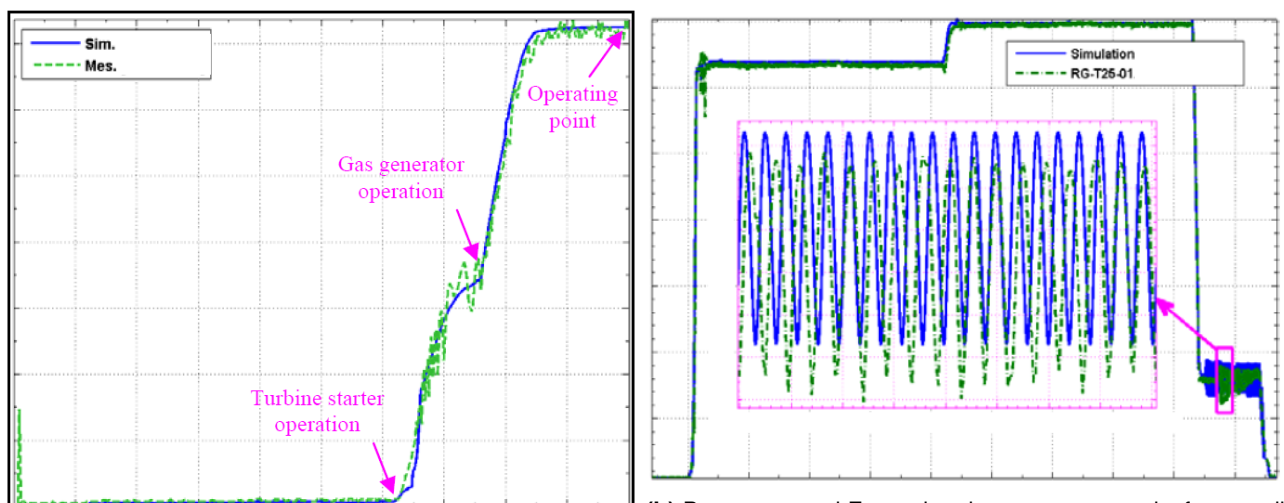 Sim.
Mes.
Operating
point
Gas generator
operation
Turbine starter
operation
Simulation
RG-T25-01